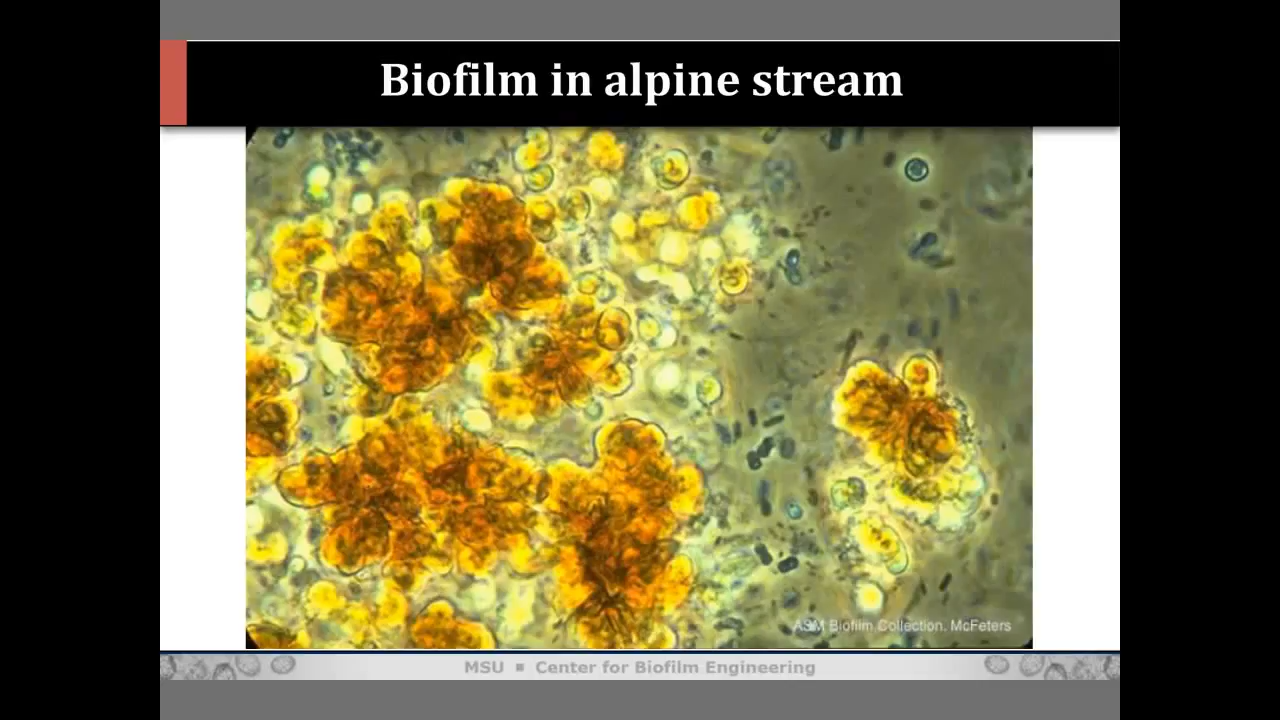 Biofilm in alpine stream
ASM Biofilm Collection. McFeters
MSU ▪ Center for Biofilm Engineering